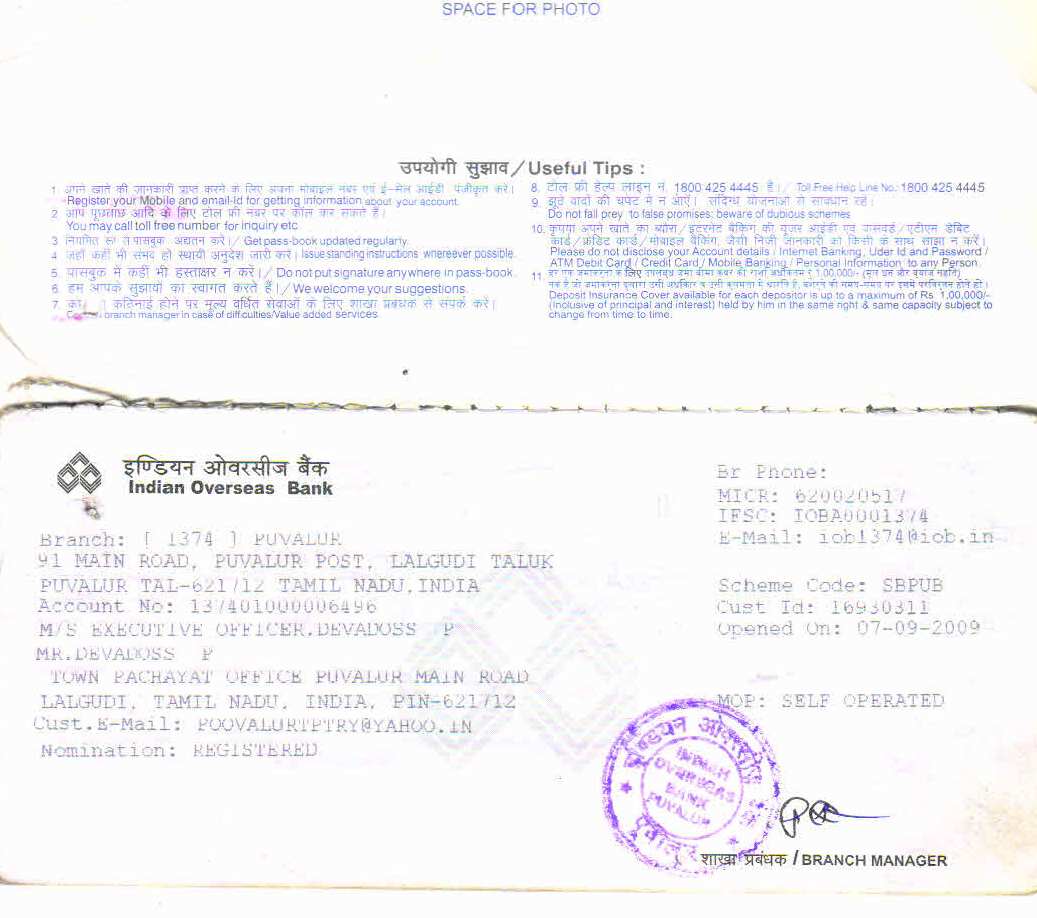 SPACE FOR PHOTO
उपयोगी सुझाव / Useful Tips :
1. अपने खाते की जानकारी प्राप्त करने के लिए अपना मोबाइल नंबर एवं ई-मेल आईडी पंजीकृत करें।
Register your Mobile and email-id for getting information about your account.
2. आप पूछताछ आदि के लिए टोल फ्री नंबर पर कॉल कर सकते हैं।
You may call toll free number for inquiry etc
3 नियमित रूप से पासबुक अद्यतन करें। / Get pass-book updated regularly.
4 जहाँ कहीं भी संभव हो स्थायी अनुदेश जारी करें। Issue standing instructions whereever possible.
5. पासबुक में कहीं भी हस्ताक्षर न करें। / Do not put signature anywhere in pass-book.
6. हम आपके सुझावों का स्वागत करते हैं। / We welcome your suggestions.
7. कठिनाई होने पर मूल्य वर्धित सेवाओं के लिए शाखा प्रबंधक से संपर्क करें।
branch manager in case of difficulties/Value added services
8. टोल फ्री हेल्प लाइन नं. 1800 425 4445 है। / Toll Free Help Line No.: 1800 425 4445
9. झूठे वादों की चपेट में न आएँ। संदिग्ध योजनाओं से सावधान रहें।
Do not fall prey to false promises: beware of dubious schemes
10. कृपया अपने खाते का ब्योरा / इंटरनेट बैंकिंग की यूजर आईडी एवं पासवर्ड / एटीएम डेबिट
कार्ड / क्रेडिट कार्ड / मोबाइल बैंकिंग, जैसी निजी जानकारी को किसी के साथ साझा न करें।
Please do not disclose your Account details / Internet Banking, Uder Id and Password /
ATM Debit Card / Credit Card / Mobile Banking / Personal Information to any Person
11. के लिए उपलब्ध जमा बीमा कवर की राशि अधिकतम ₹ 1,00,000/-
Deposit Insurance Cover available for each depositor is up to a maximum of Rs. 1,00,000/-
(inclusive of principal and interest) held by him in the same right & same capacity subject to
change from time to time.
इण्डियन ओवरसीज बैंक
Indian Overseas Bank
Branch: [ 1374 ] PUVALUR
91 MAIN ROAD, PUVALUR POST, LALGUDI TALUK
PUVALUR TAL-621712 TAMIL NADU,INDIA
Account No: 137401000006496
M/S EXECUTIVE OFFICER,DEVADOSS P
MR.DEVADOSS P
TOWN PACHAYAT OFFICE PUVALUR MAIN ROAD
LALGUDI, TAMIL NADU, INDIA, PIN-621712
Cust.E-Mail: POOVALURTPTRY@YAHOO.IN
Nomination: REGISTERED
Br Phone:
MICR: 620020517
IFSC: IOBA0001374
E-Mail: iob1374@iob.in
Scheme Code: SBPUB
Cust Id: 16930311
Opened On: 07-09-2009
MOP: SELF OPERATED
इण्डियन ओवरसीज बैंक
INDIAN
OVERSEAS
BANK
PUVALUR
पूवालूर
शाखा प्रबंधक / BRANCH MANAGER